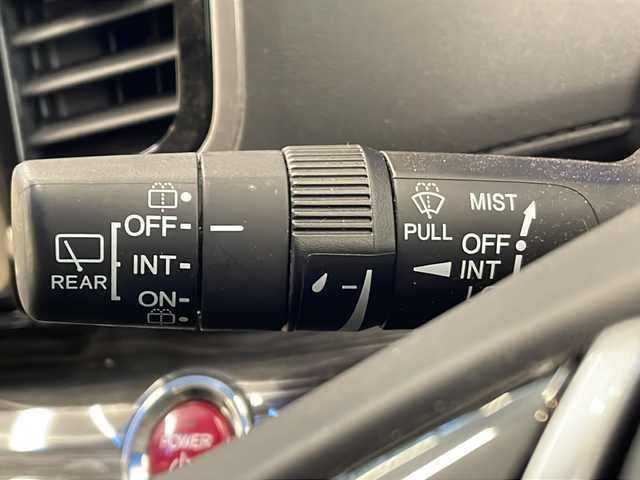 OFF
INT
ON
REAR
MIST
PULL
OFF
INT
POWER